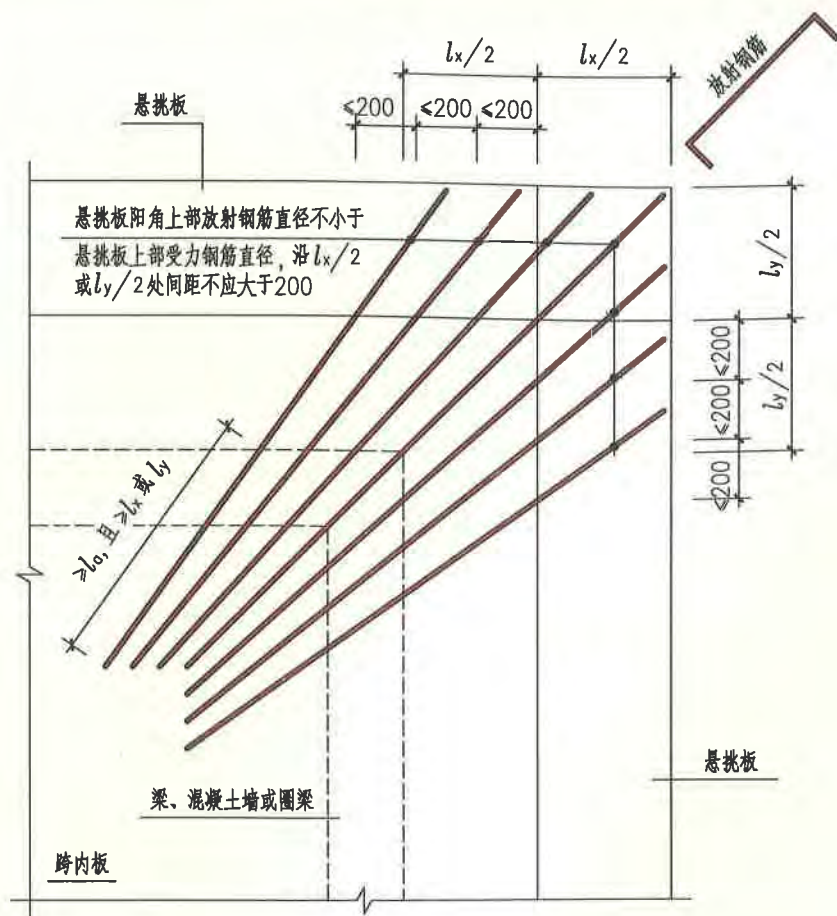 lx/2
lx/2
放射钢筋
悬挑板
≤200
≤200
≤200
悬挑板阳角上部放射钢筋直径不小于
悬挑板上部受力钢筋直径，沿lx/2
或ly/2处间距不应大于200
ly/2
ly/2
≤200
≤200
≤200
≥la，且≥lx或ly
悬挑板
梁、混凝土墙或圈梁
跨内板